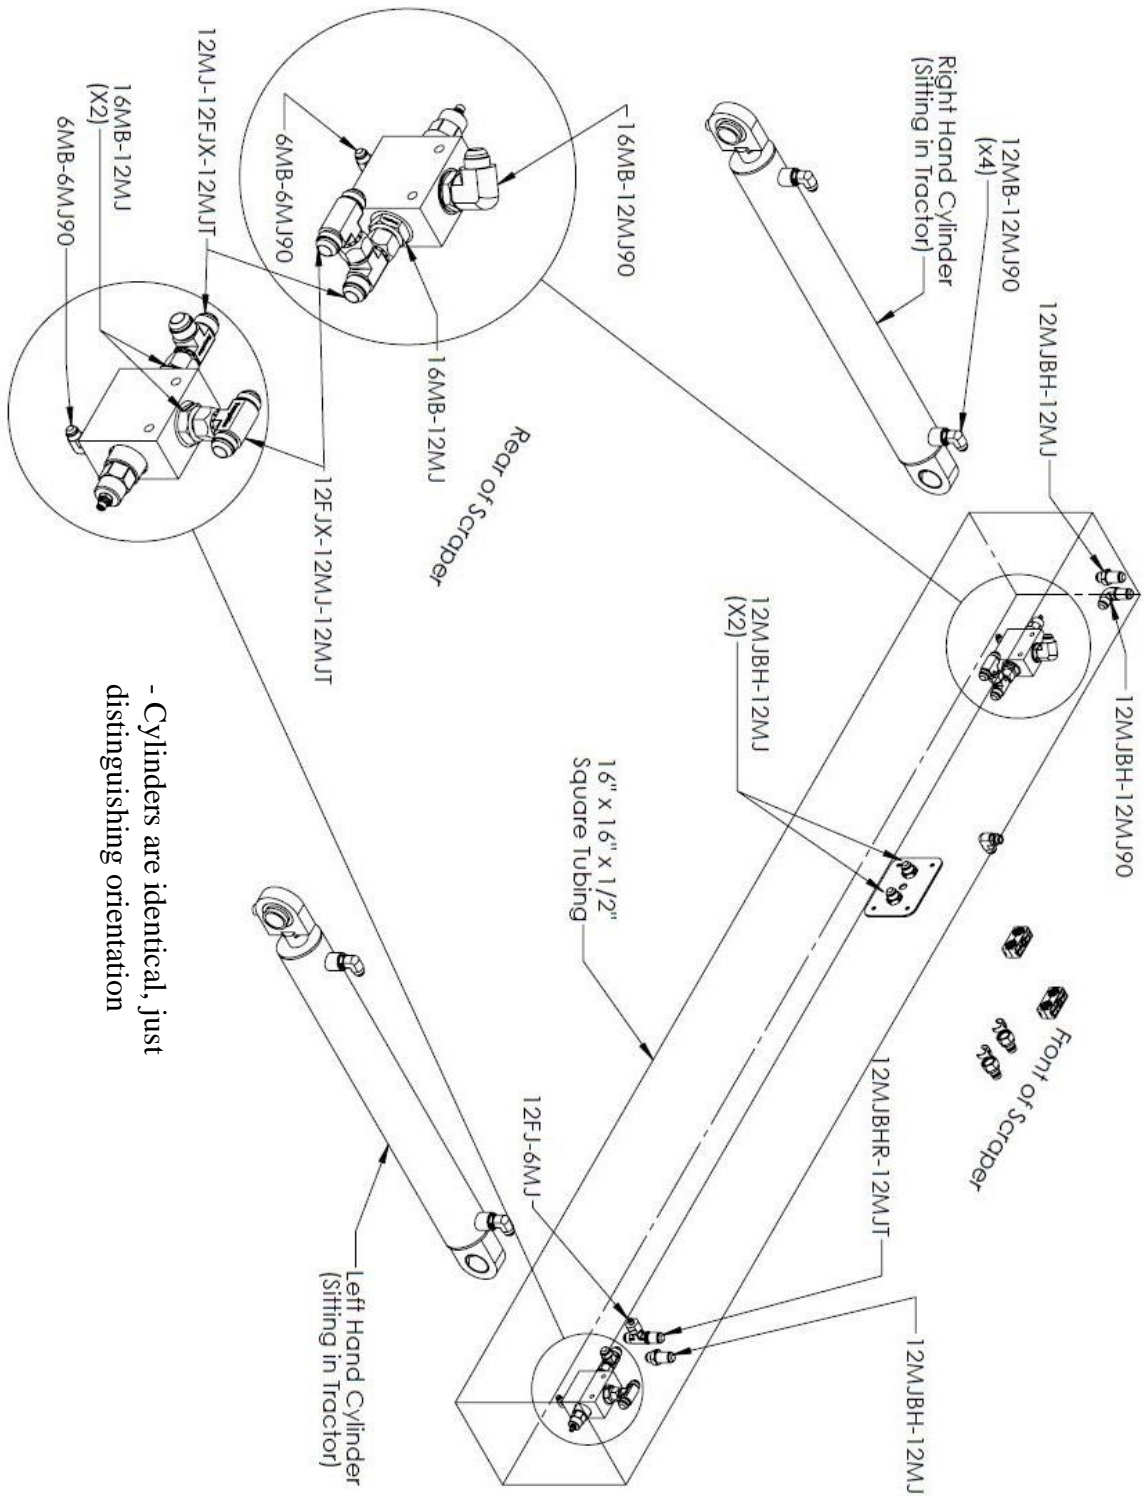 12MJBH-12MJ90
12MJBH-12MJ
12MB-12MJ90
(x4)
Right Hand Cylinder
(Sitting in Tractor)
16MB-12MJ90
6MB-6MJ90
12MJ-12FJX-12MJT
16MB-12MJ
(X2)
6MB-6MJ90
16MB-12MJ
12FJX-12MJ-12MJT
Rear of Scraper
12MJBH-12MJ
(X2)
16" x 16" x 1/2"
Square Tubing
Front of Scraper
12MJBHR-12MJT
12MJBH-12MJ
12FJ-6MJ
Left Hand Cylinder
(Sitting in Tractor)
- Cylinders are identical, just
distinguishing orientation